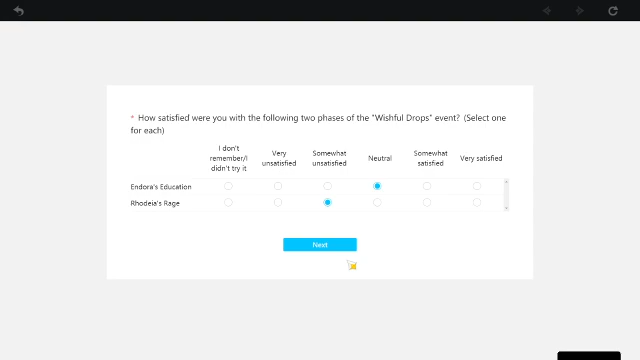 * How satisfied were you with the following two phases of the "Wishful Drops" event? (Select one
for each)
I don't
remember/I
didn't try it
Very
unsatisfied
Somewhat
unsatisfied
Neutral
Somewhat
satisfied
Very satisfied
Endora's Education
Rhodeia's Rage
Next